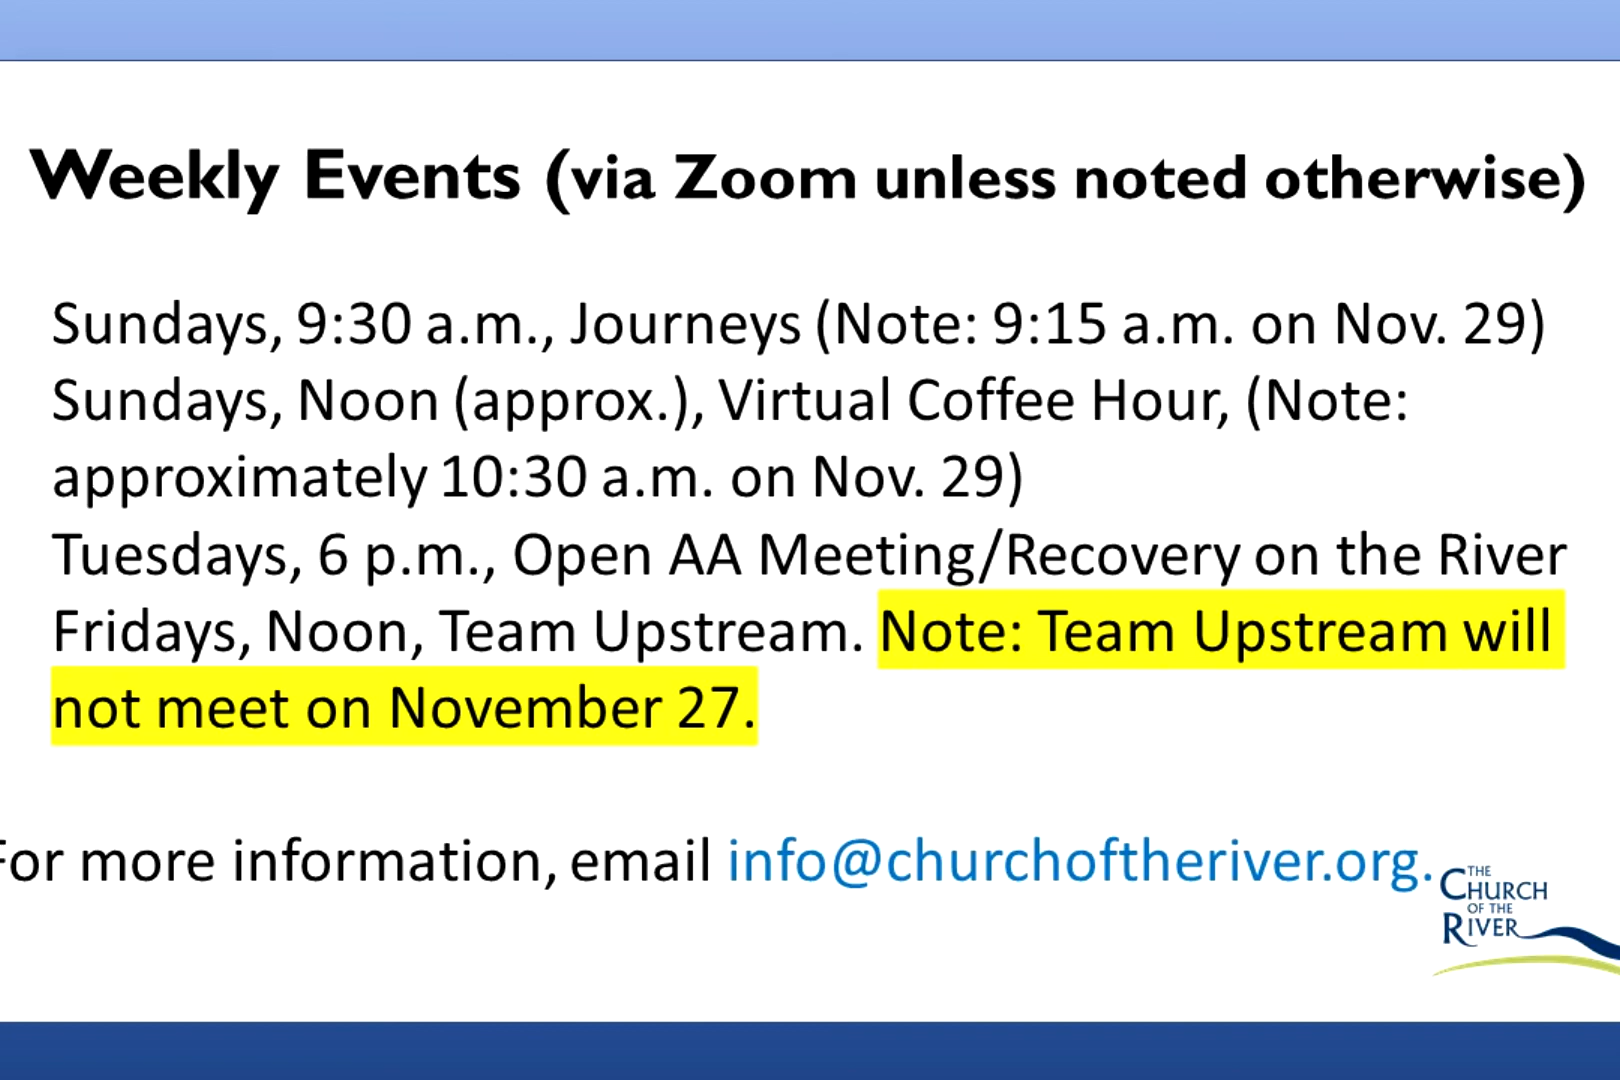 Weekly Events (via Zoom unless noted otherwise)
Sundays, 9:30 a.m., Journeys (Note: 9:15 a.m. on Nov. 29)
Sundays, Noon (approx.), Virtual Coffee Hour, (Note:
approximately 10:30 a.m. on Nov. 29)
Tuesdays, 6 p.m., Open AA Meeting/Recovery on the River
Fridays, Noon, Team Upstream. Note: Team Upstream will
not meet on November 27.
For more information, email info@churchoftheriver.org.
THE
CHURCH
OF THE
RIVER